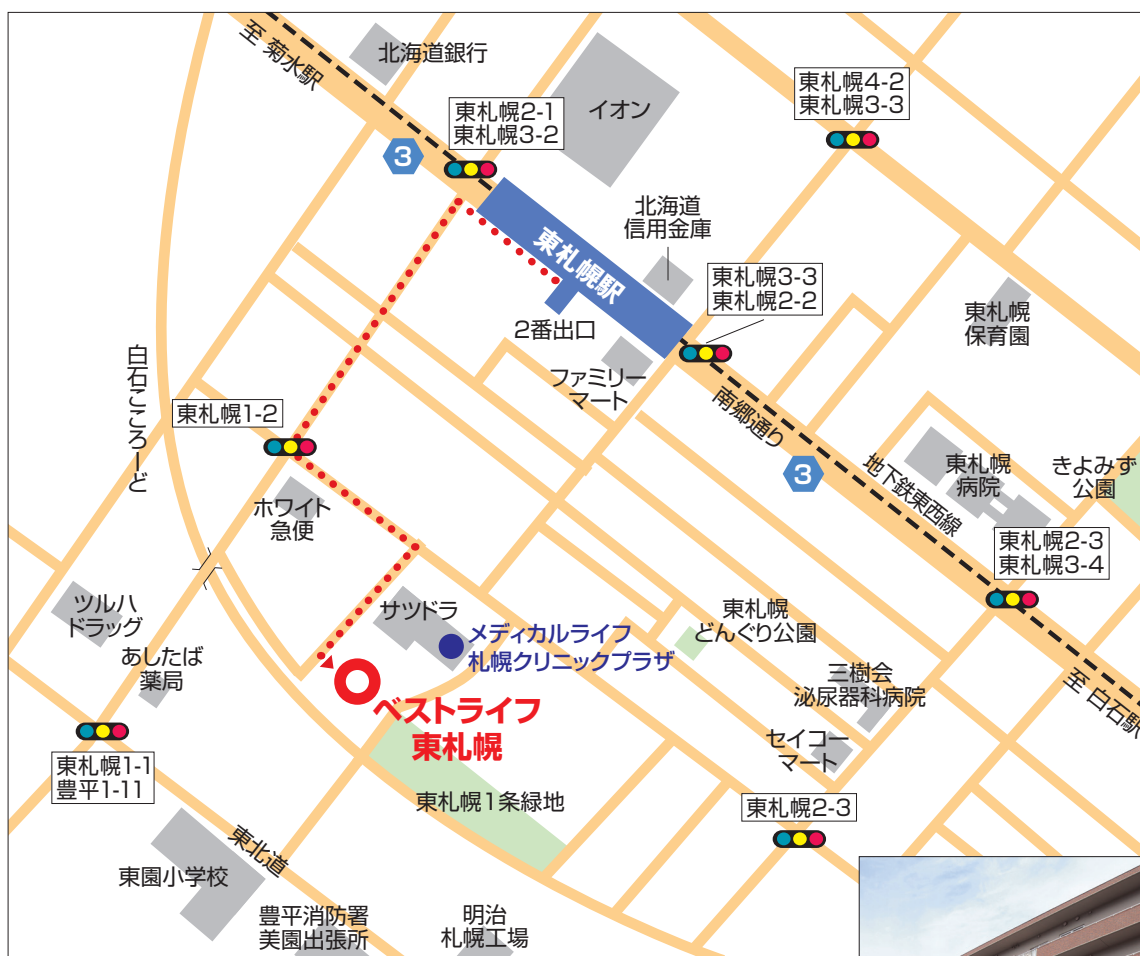 至 菊水駅
北海道銀行
イオン
東札幌2-1
東札幌3-2
東札幌4-2
東札幌3-3
3
北海道
信用金庫
東札幌駅
2番出口
東札幌3-3
東札幌2-2
東札幌
保育園
ファミリー
マート
白石こころーど
東札幌1-2
南郷通り
3
地下鉄東西線
東札幌
病院
きよみず
公園
ホワイト
急便
東札幌2-3
東札幌3-4
ツルハ
ドラッグ
サツドラ
メディカルライフ
札幌クリニックプラザ
東札幌
どんぐり公園
あしたば
薬局
三樹会
泌尿器科病院
至 白石駅
ベストライフ
東札幌
セイコー
マート
東札幌1-1
豊平1-11
東札幌1条緑地
東札幌2-3
東北道
東園小学校
豊平消防署
美園出張所
明治
札幌工場